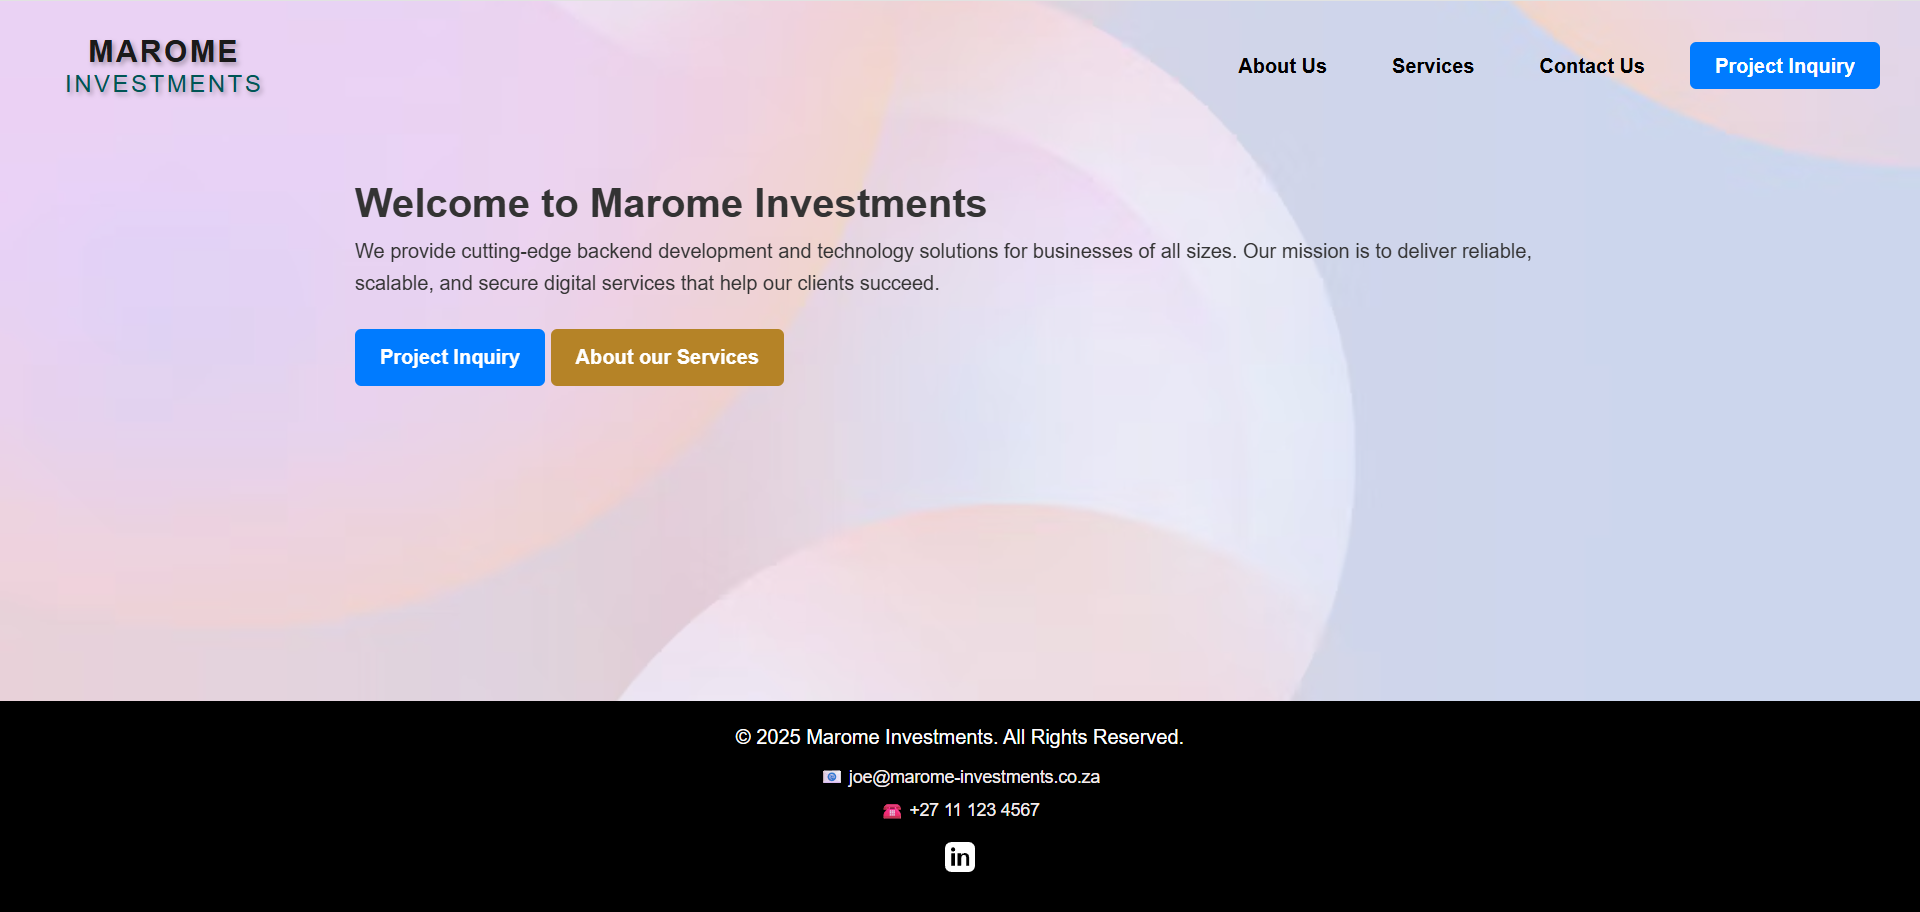 MAROME
INVESTMENTS
About Us
Services
Contact Us
Project Inquiry
Welcome to Marome Investments
We provide cutting-edge backend development and technology solutions for businesses of all sizes. Our mission is to deliver reliable,
scalable, and secure digital services that help our clients succeed.
Project Inquiry
About our Services
© 2025 Marome Investments. All Rights Reserved.
joe@marome-investments.co.za
+27 11 123 4567
in